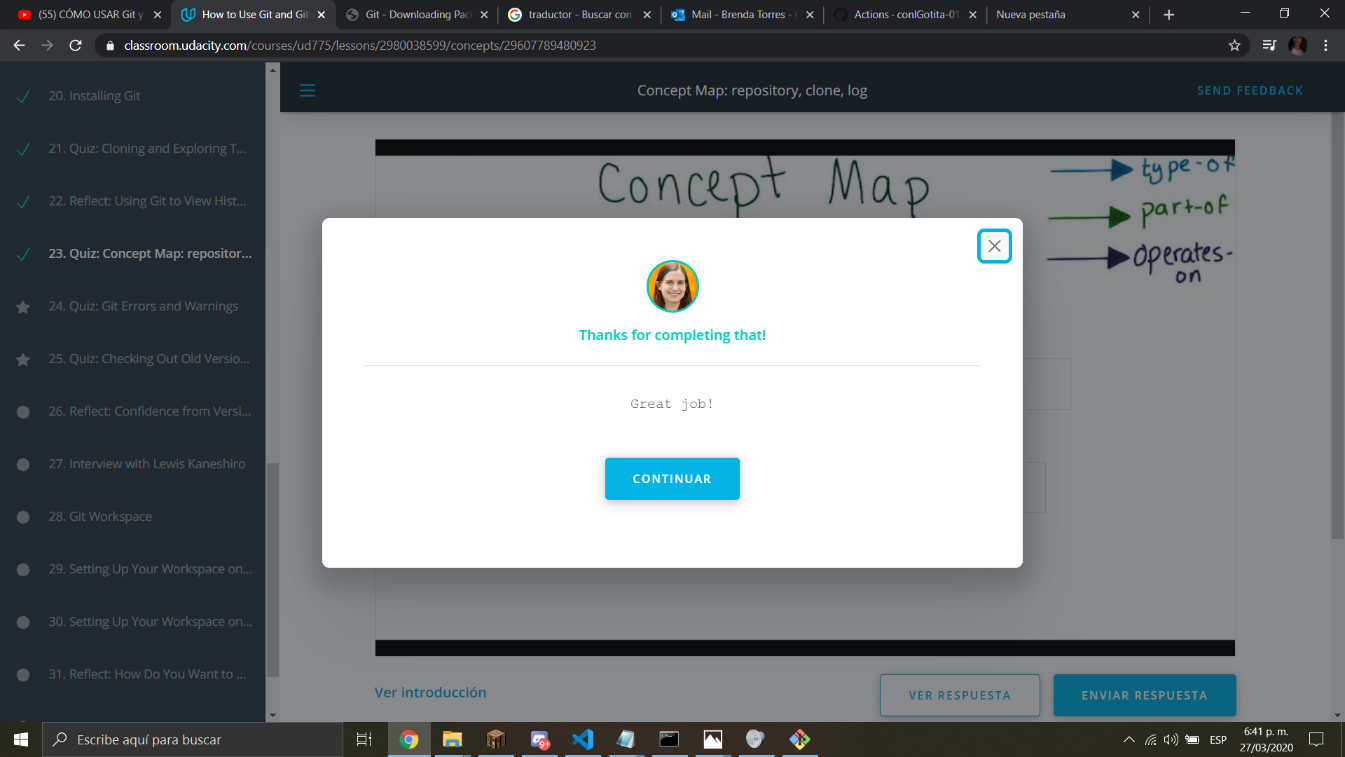 (55) CÓMO USAR Git y
How to Use Git and Git
Git - Downloading Pac
traductor - Buscar con
Mail - Brenda Torres - 
Actions · conlGotita-01
Nueva pestaña
classroom.udacity.com/courses/ud775/lessons/2980038599/concepts/29607789480923
20. Installing Git
21. Quiz: Cloning and Exploring T...
22. Reflect: Using Git to View Hist...
23. Quiz: Concept Map: repositor...
24. Quiz: Git Errors and Warnings
25. Quiz: Checking Out Old Versio...
26. Reflect: Confidence from Versi...
27. Interview with Lewis Kaneshiro
28. Git Workspace
29. Setting Up Your Workspace on...
30. Setting Up Your Workspace on...
31. Reflect: How Do You Want to ...
Concept Map: repository, clone, log
SEND FEEDBACK
Concept Map
type-of
part-of
operates-
on
Thanks for completing that!
Great job!
CONTINUAR
Ver introducción
VER RESPUESTA
ENVIAR RESPUESTA
Escribe aquí para buscar
9+
ESP
6:41 p. m.
27/03/2020